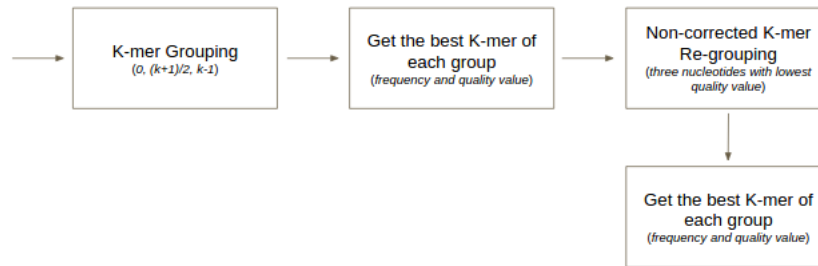 K-mer Grouping
(0, (k+1)/2, k-1)
Get the best K-mer of
each group
(frequency and quality value)
Non-corrected K-mer
Re-grouping
(three nucleotides with lowest
quality value)
Get the best K-mer of
each group
(frequency and quality value)